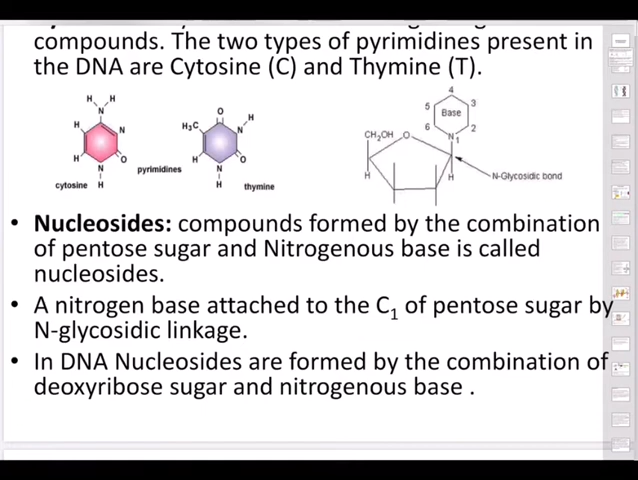 compounds. The two types of pyrimidines present in
the DNA are Cytosine (C) and Thymine (T).
H H
N
H
N
H
O
N
H
cytosine
pyrimidines
O
H₃C
H
N
H
O
N
H
thymine
4
5 Base 3
6 2
N 1
CH₂OH O
H H
N-Glycosidic bond
• Nucleosides: compounds formed by the combination
of pentose sugar and Nitrogenous base is called
nucleosides.
• A nitrogen base attached to the C₁ of pentose sugar by
N-glycosidic linkage.
• In DNA Nucleosides are formed by the combination of
deoxyribose sugar and nitrogenous base .